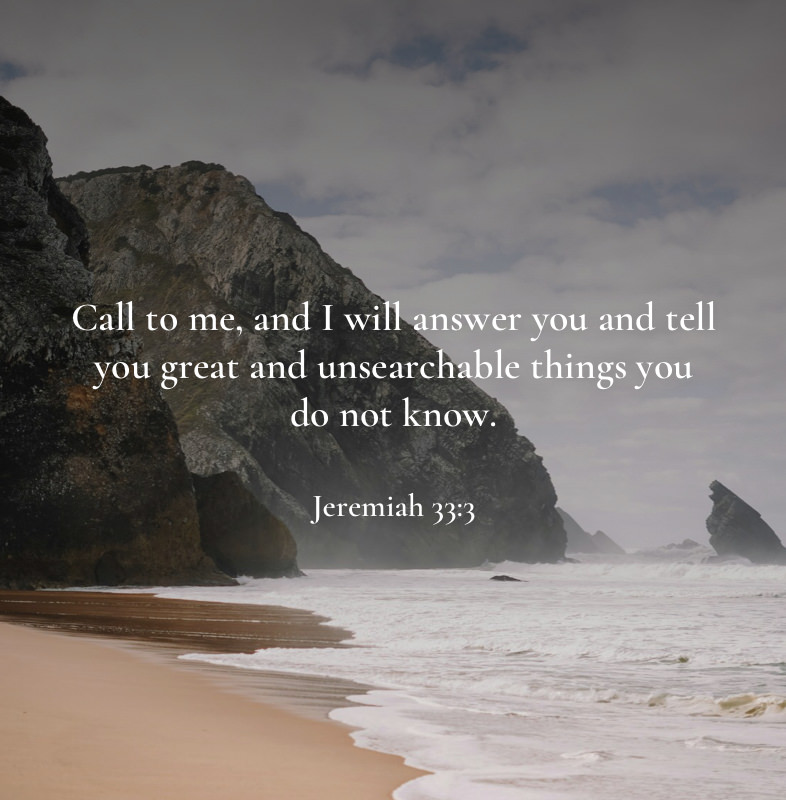 Call to me, and I will answer you and tell
you great and unsearchable things you
do not know.
Jeremiah 33:3